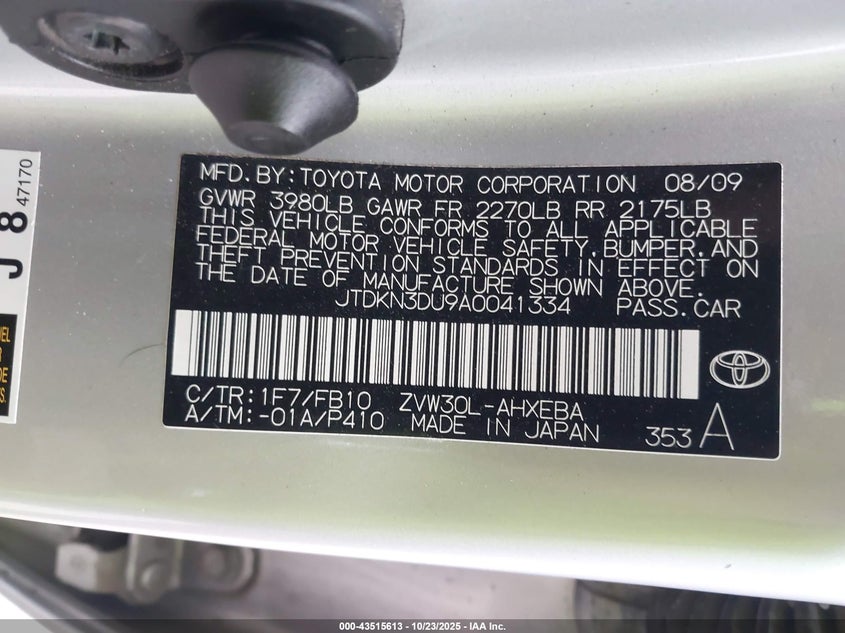 MFD.BY:TOYOTA MOTOR CORPORATION 08/09
GVWR 3980LB GAWR FR 2270LB RR 2175LB
THIS VEHICLE CONFORMS TO ALL APPLICABLE
FEDERAL MOTOR VEHICLE SAFETY,BUMPER,AND
THEFT PREVENTION STANDARDS IN EFFECT ON
THE DATE OF MANUFACTURE SHOWN ABOVE.
JTDKN3DU9A0041334 PASS.CAR
C/TR:1F7/FB10 ZVW30L-AHXEBA
A/TM:-01A/P410 MADE IN JAPAN 353 A
J 8 47170
000-43515613 - 10/23/2025 - IAA Inc.